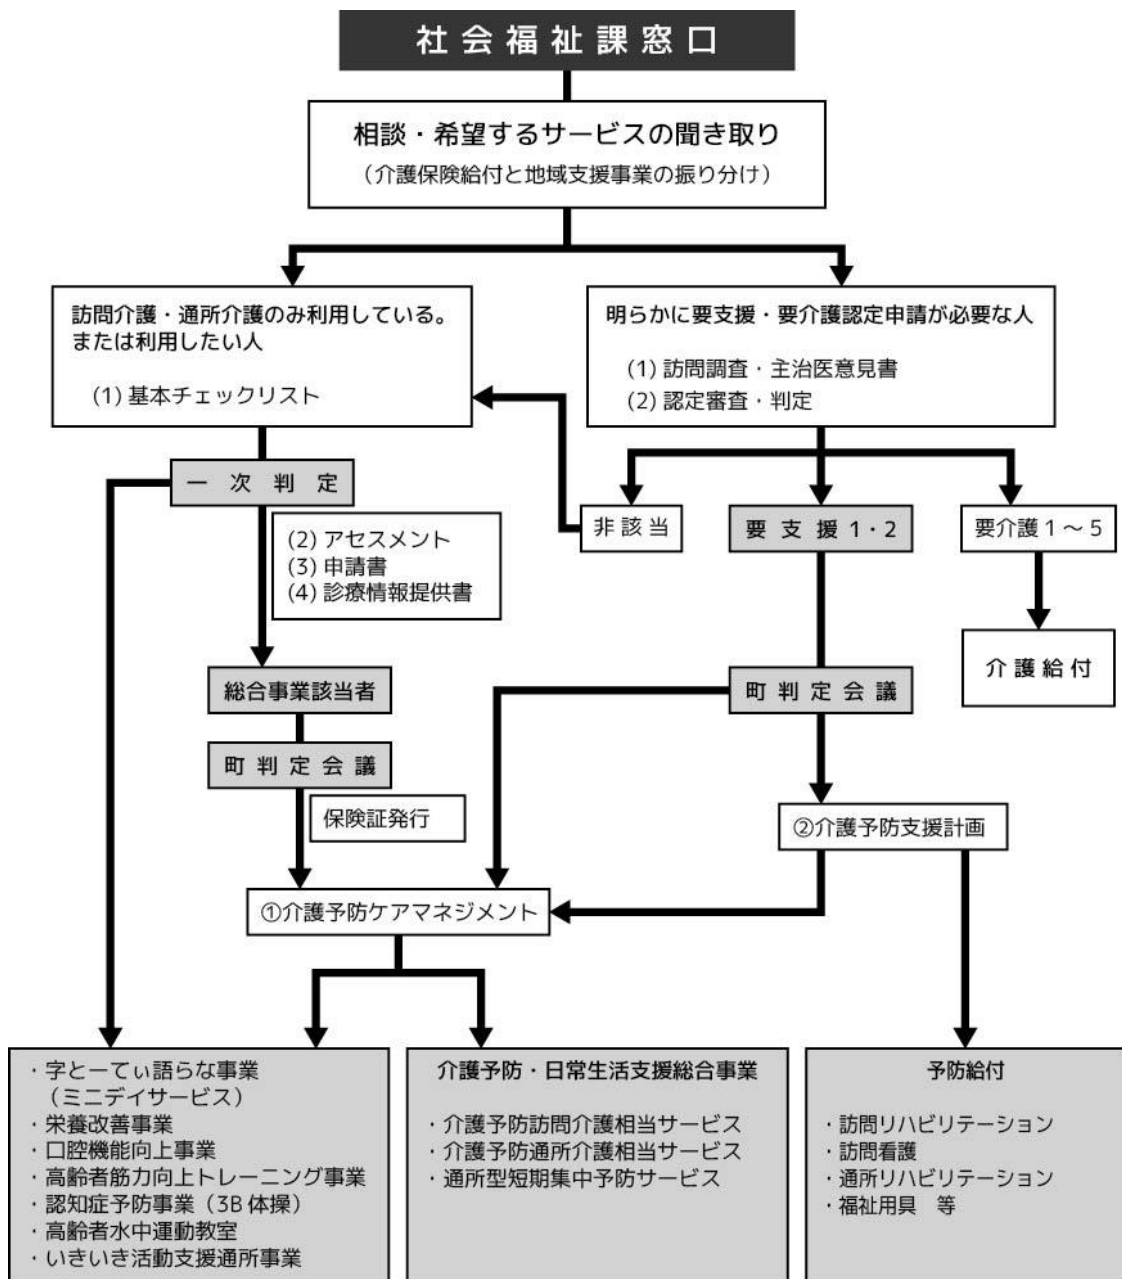 社会福祉課窓口
相談・希望するサービスの聞き取り
（介護保険給付と地域支援事業の振り分け）
訪問介護・通所介護のみ利用している。
または利用したい人
(1) 基本チェックリスト
明らかに要支援・要介護認定申請が必要な人
(1) 訪問調査・主治医意見書
(2) 認定審査・判定
一次判定
(2) アセスメント
(3) 申請書
(4) 診療情報提供書
非該当
要支援1・2
要介護1～5
介護給付
総合事業該当者
町判定会議
町判定会議
保険証発行
②介護予防支援計画
①介護予防ケアマネジメント
・字とーてぃ語らな事業
（ミニデイサービス）
・栄養改善事業
・口腔機能向上事業
・高齢者筋力向上トレーニング事業
・認知症予防事業（3B体操）
・高齢者水中運動教室
・いきいき活動支援通所事業
介護予防・日常生活支援総合事業
・介護予防訪問介護相当サービス
・介護予防通所介護相当サービス
・通所型短期集中予防サービス
予防給付
・訪問リハビリテーション
・訪問看護
・通所リハビリテーション
・福祉用具　等